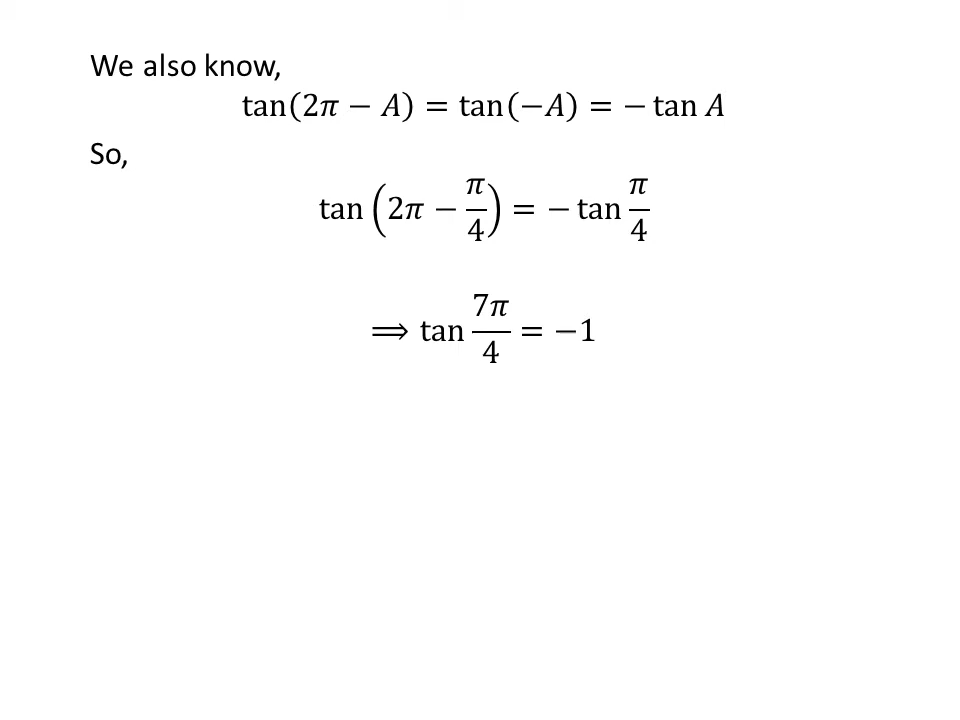 We also know,
tan(2π − A) = tan(−A) = − tan A
So,
tan (2π − π/4) = − tan π/4
⟹ tan 7π/4 = −1